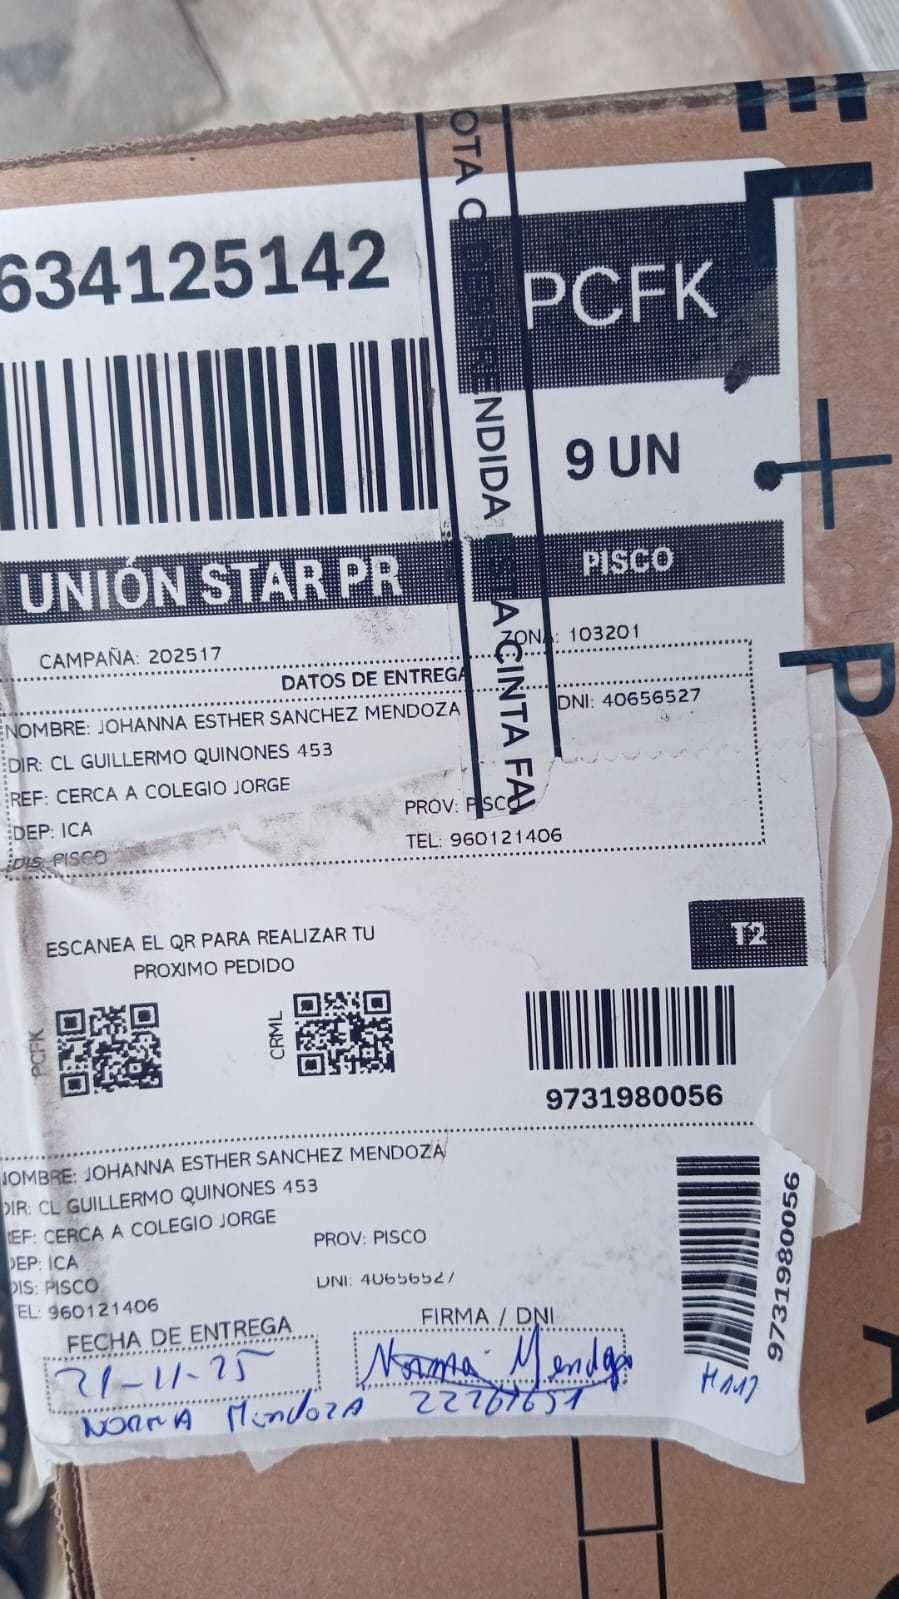 634125142
PCFK
9 UN
UNIÓN STAR PR
PISCO
CAMPAÑA: 202517
ZONA: 103201
DATOS DE ENTREGA
NOMBRE: JOHANNA ESTHER SANCHEZ MENDOZA
DNI: 40656527
DIR: CL GUILLERMO QUINONES 453
REF: CERCA A COLEGIO JORGE
DEP: ICA
PROV: PISCO
DIS: PISCO
TEL: 960121406
ESCANEA EL QR PARA REALIZAR TU
PROXIMO PEDIDO
T2
PCFK
CRML
9731980056
NOMBRE: JOHANNA ESTHER SANCHEZ MENDOZA
DIR: CL GUILLERMO QUINONES 453
REF: CERCA A COLEGIO JORGE
DEP: ICA
PROV: PISCO
DIS: PISCO
DNI: 40656527
TEL: 960121406
9731980056
FECHA DE ENTREGA
FIRMA / DNI
21-11-25
Norma Mendoza
NORMA Mendoza
EL + P